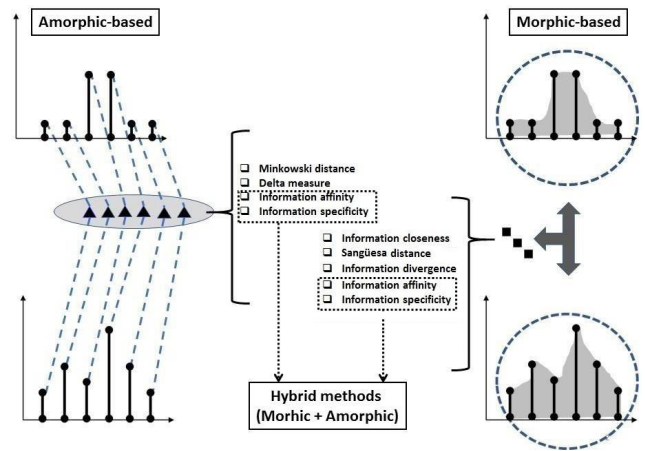 Amorphic-based
Morphic-based
Minkowski distance
Delta measure
Information affinity
Information specificity
Information closeness
Sangüesa distance
Information divergence
Information affinity
Information specificity
Hybrid methods
(Morhic + Amorphic)